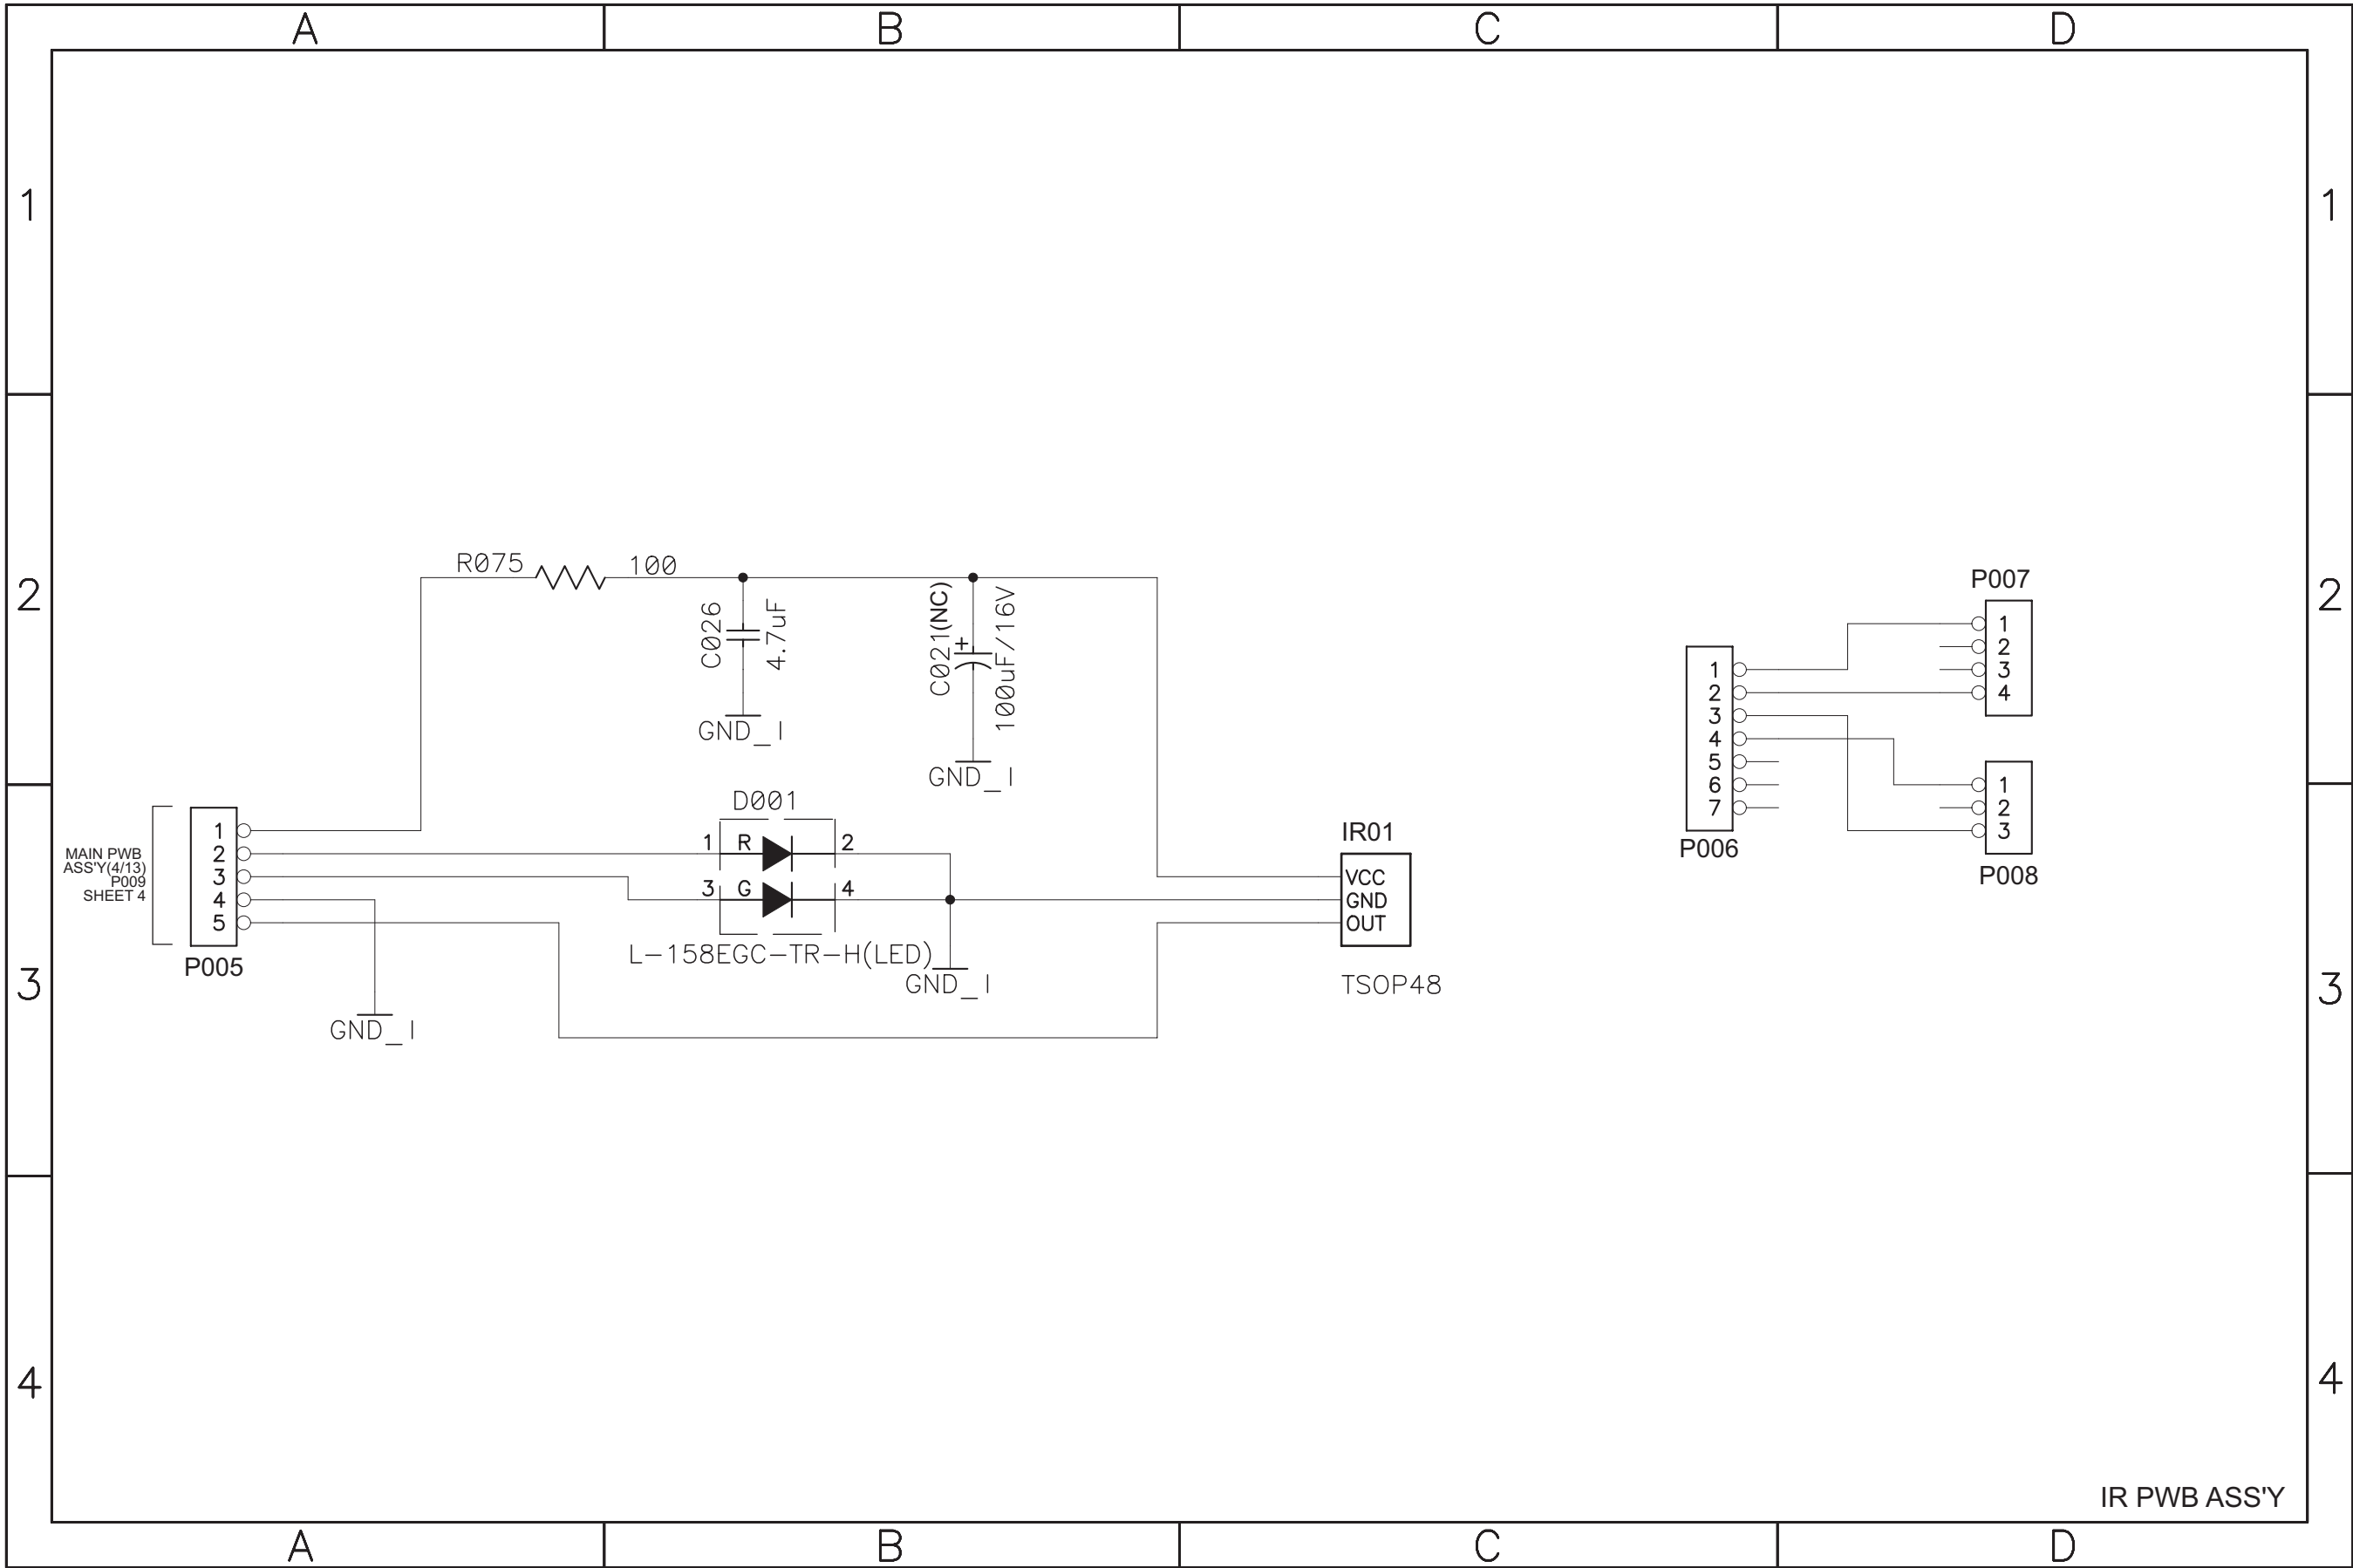 A
B
C
D
1
1
R075
100
C026
4.7uF
GND_I
C021(NC)
+
100uF/16V
GND_I
2
2
P007
1
2
3
4
1
2
3
4
5
6
7
P006
1
2
3
P008
MAIN PWB
ASS'Y(4/13)
P009
SHEET 4
1
2
3
4
5
P005
GND_I
D001
1 R 2
3 G 4
L-158EGC-TR-H(LED)
GND_I
IR01
VCC
GND
OUT
TSOP48
3
3
4
4
IR PWB ASS'Y
A
B
C
D